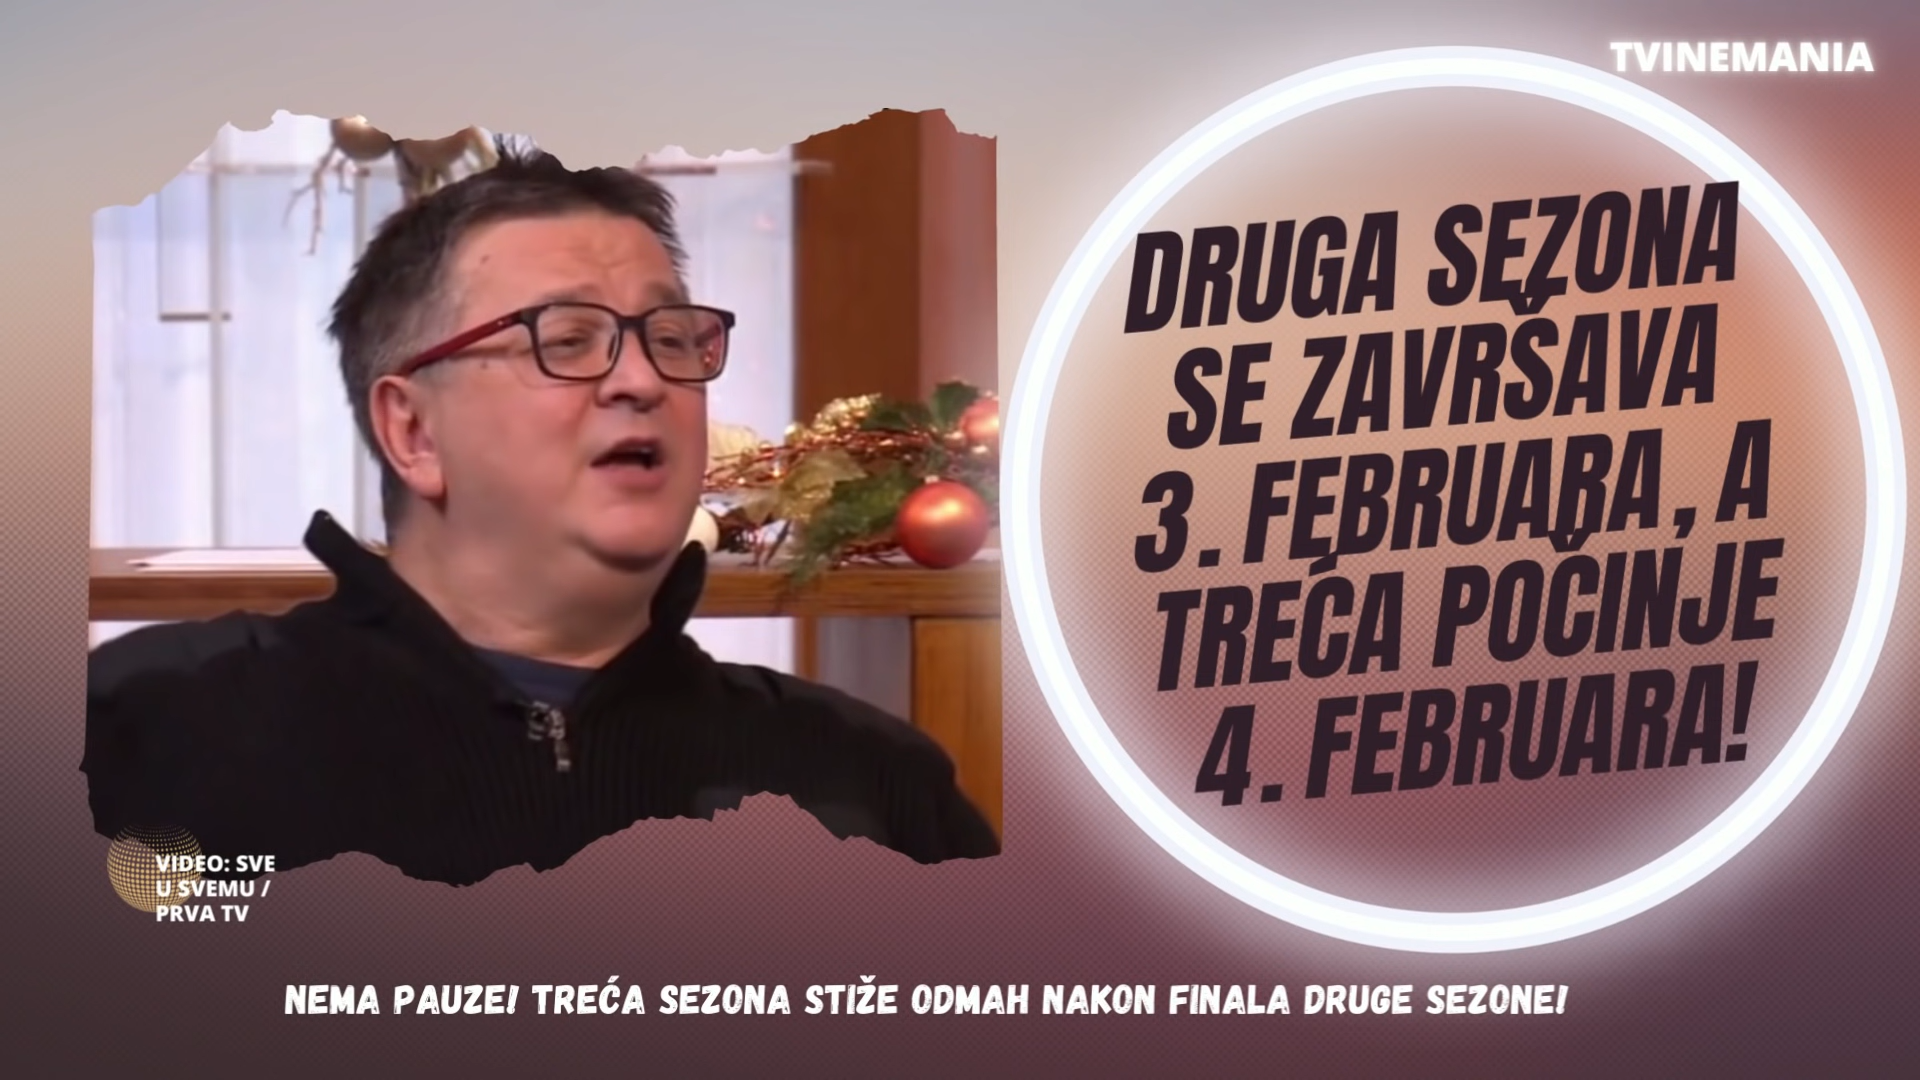 TVINEMANIA
DRUGA SEZONA
SE ZAVRŠAVA
3. FEBRUARA, A
TREĆA POČINJE
4. FEBRUARA!
VIDEO: SVE
U SVEMU /
PRVA TV
NEMA PAUZE! TREĆA SEZONA STIŽE ODMAH NAKON FINALA DRUGE SEZONE!